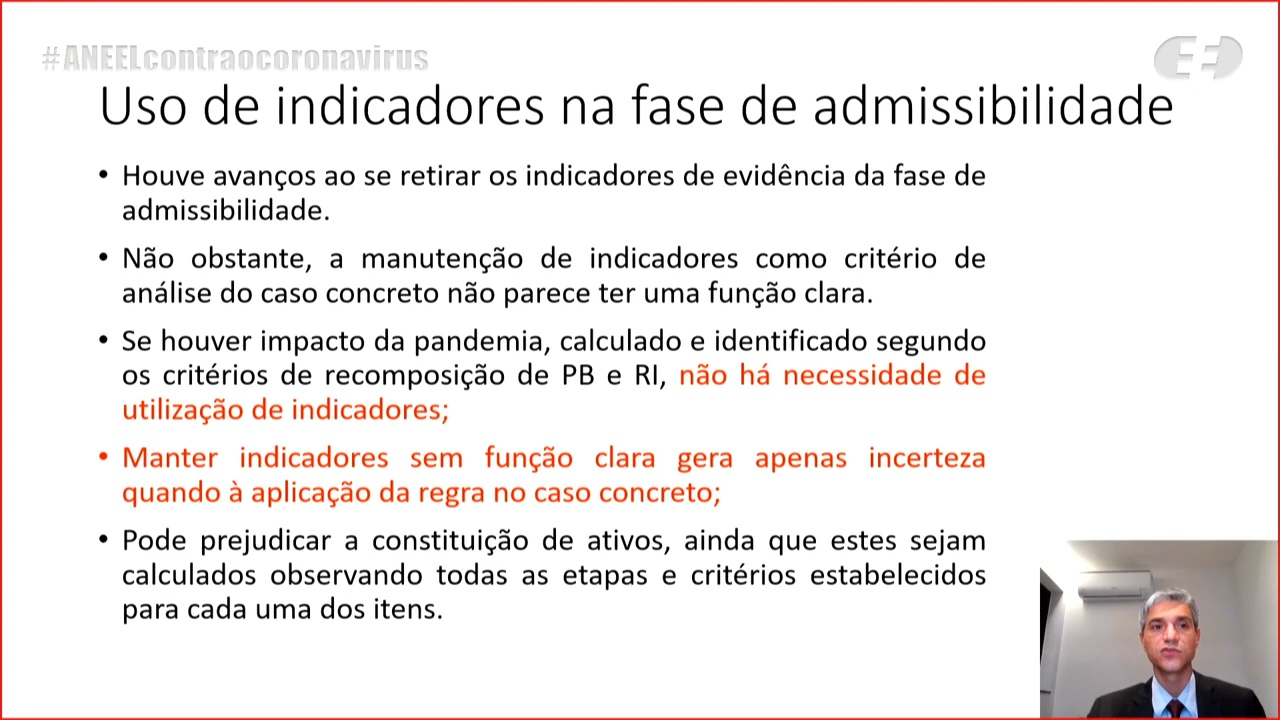 #ANEELcontraocoronavirus
Uso de indicadores na fase de admissibilidade
• Houve avanços ao se retirar os indicadores de evidência da fase de
admissibilidade.
• Não obstante, a manutenção de indicadores como critério de
análise do caso concreto não parece ter uma função clara.
• Se houver impacto da pandemia, calculado e identificado segundo
os critérios de recomposição de PB e RI, não há necessidade de
utilização de indicadores;
• Manter indicadores sem função clara gera apenas incerteza
quando à aplicação da regra no caso concreto;
• Pode prejudicar a constituição de ativos, ainda que estes sejam
calculados observando todas as etapas e critérios estabelecidos
para cada uma dos itens.